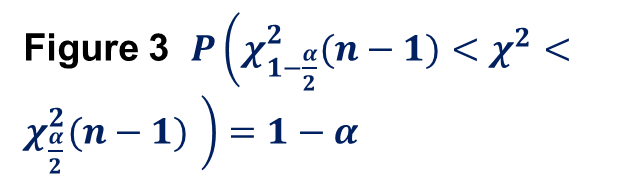 Figure 3 P(χ²_{1−α/2}(n − 1) < χ² <
χ²_{α/2}(n − 1) ) = 1 − α